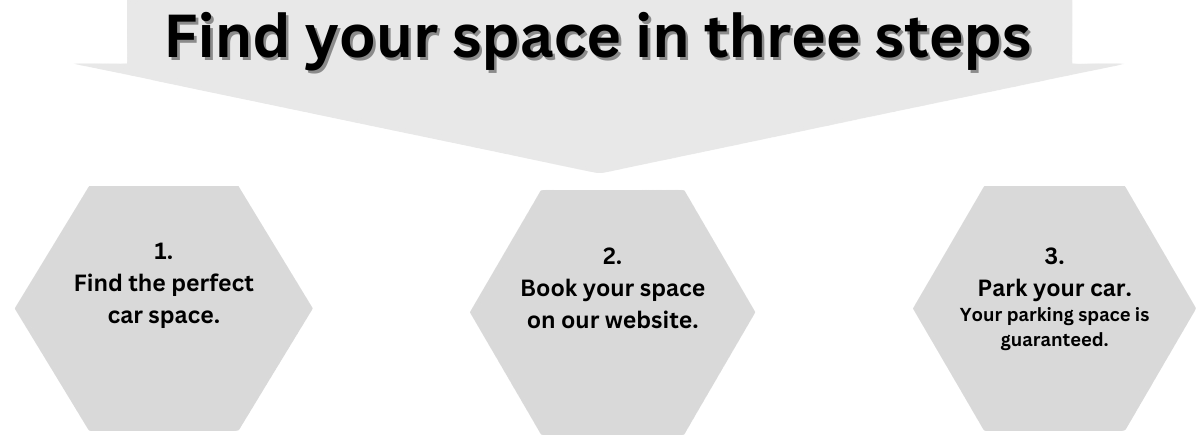 Find your space in three steps
1.
Find the perfect
car space.
2.
Book your space
on our website.
3.
Park your car.
Your parking space is
guaranteed.